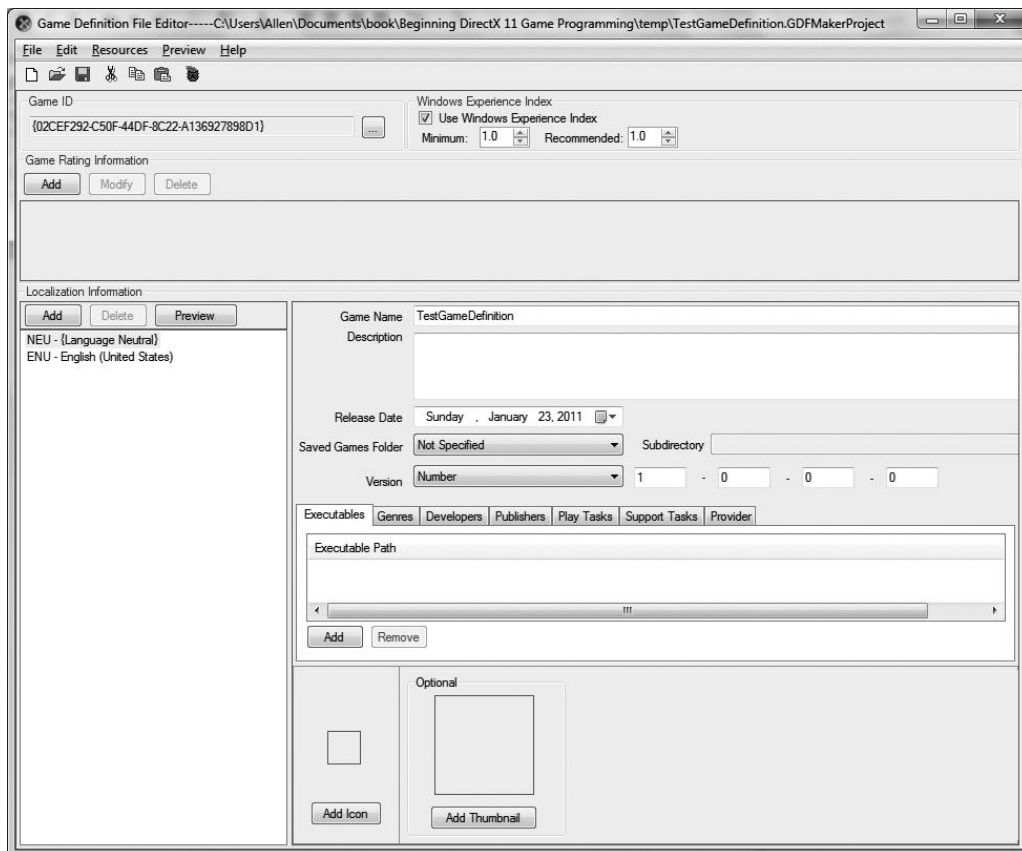 Game Definition File Editor-----C:\Users\Allen\Documents\book\Beginning DirectX 11 Game Programming\temp\TestGameDefinition.GDFMakerProject
File Edit Resources Preview Help
Game ID
{02CEF292-C50F-44DF-8C22-A136927898D1}
...
Windows Experience Index
Use Windows Experience Index
Minimum: 1.0 Recommended: 1.0
Game Rating Information
Add Modify Delete
Localization Information
Add Delete Preview
NEU - {Language Neutral}
ENU - English (United States)
Game Name TestGameDefinition
Description
Release Date Sunday , January 23, 2011
Saved Games Folder Not Specified Subdirectory
Version Number 1 - 0 - 0 - 0
Executables Genres Developers Publishers Play Tasks Support Tasks Provider
Executable Path
Add Remove
Optional
Add Icon
Add Thumbnail